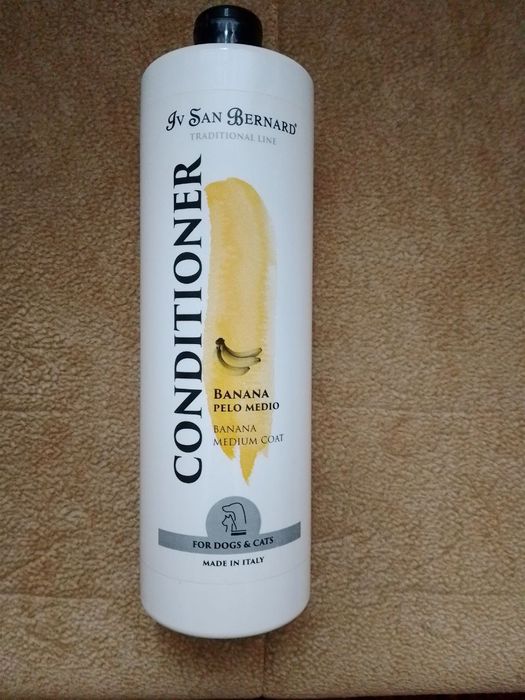 Iv San Bernard®
TRADITIONAL LINE
CONDITIONER
BANANA
PELO MEDIO
BANANA
MEDIUM COAT
FOR DOGS & CATS
MADE IN ITALY